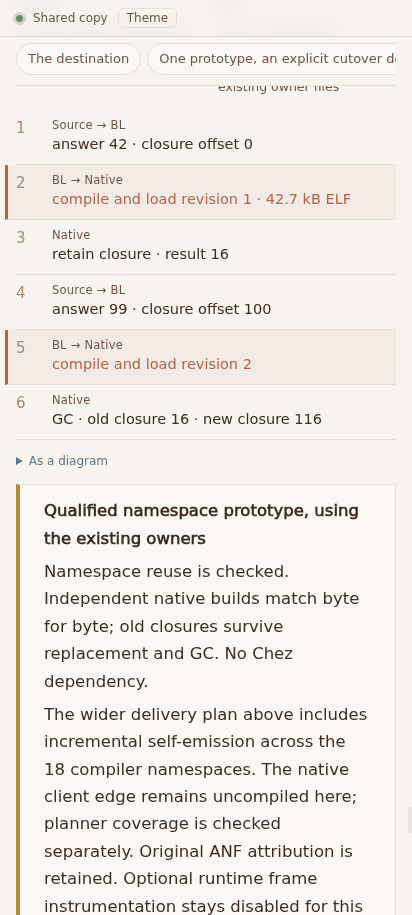 Shared copy
Theme
The destination
One prototype, an explicit cutover de
existing owner files
1
Source → BL
answer 42 · closure offset 0
2
BL → Native
compile and load revision 1 · 42.7 kB ELF
3
Native
retain closure · result 16
4
Source → BL
answer 99 · closure offset 100
5
BL → Native
compile and load revision 2
6
Native
GC · old closure 16 · new closure 116
▶ As a diagram
Qualified namespace prototype, using
the existing owners
Namespace reuse is checked.
Independent native builds match byte
for byte; old closures survive
replacement and GC. No Chez
dependency.
The wider delivery plan above includes
incremental self-emission across the
18 compiler namespaces. The native
client edge remains uncompiled here;
planner coverage is checked
separately. Original ANF attribution is
retained. Optional runtime frame
instrumentation stays disabled for this